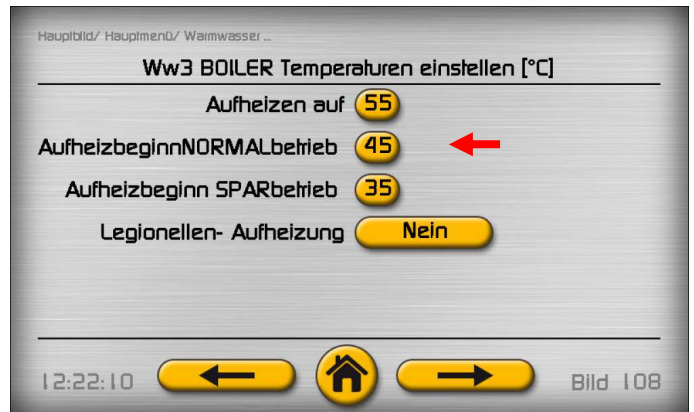 Hauptbild/ Hauptmenü/ Warmwasser ...
Ww3 BOILER Temperaturen einstellen [°C]
Aufheizen auf 55
AufheizbeginnNORMALbetrieb 45
Aufheizbeginn SPARbetrieb 35
Legionellen- Aufheizung Nein
12:22:10 Bild 108